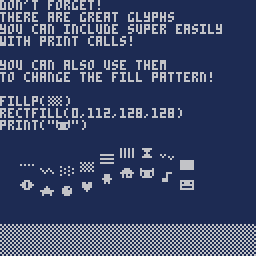 DON'T FORGET!
THERE ARE GREAT GLYPHS
YOU CAN INCLUDE SUPER EASILY
WITH PRINT CALLS!
YOU CAN ALSO USE THEM
TO CHANGE THE FILL PATTERN!
FILLP(▒)
RECTFILL(0,112,128,128)
PRINT("🐱")